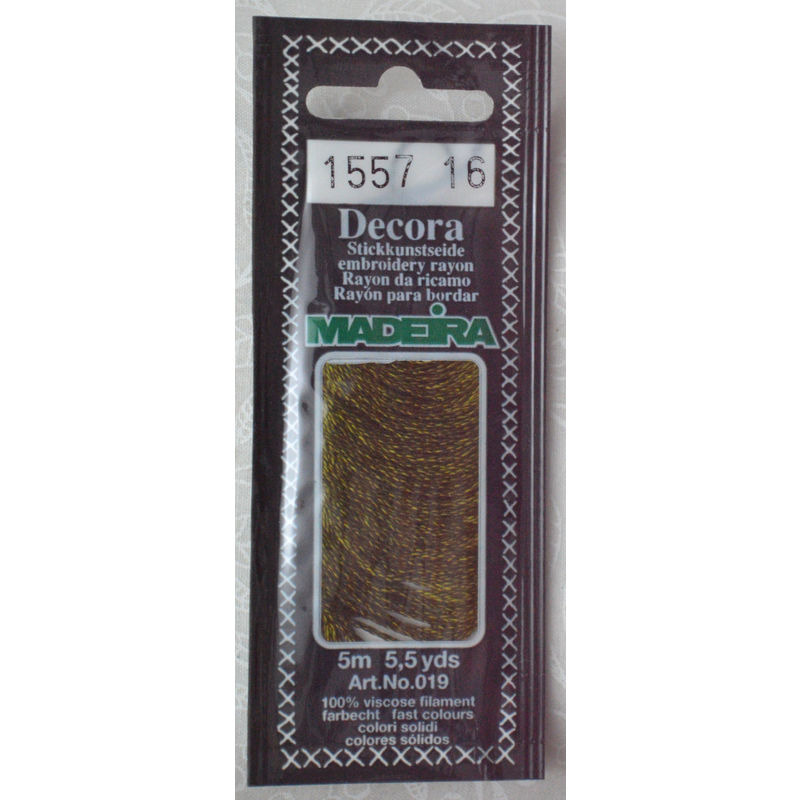 1557 16
Decora
Stickkunstseide
embroidery rayon
Rayon da ricamo
Rayón para bordar
MADEIRA
5m 5,5 yds
Art.No.019
100% viscose filament
farbecht fast colours
colori solidi
colores sólidos